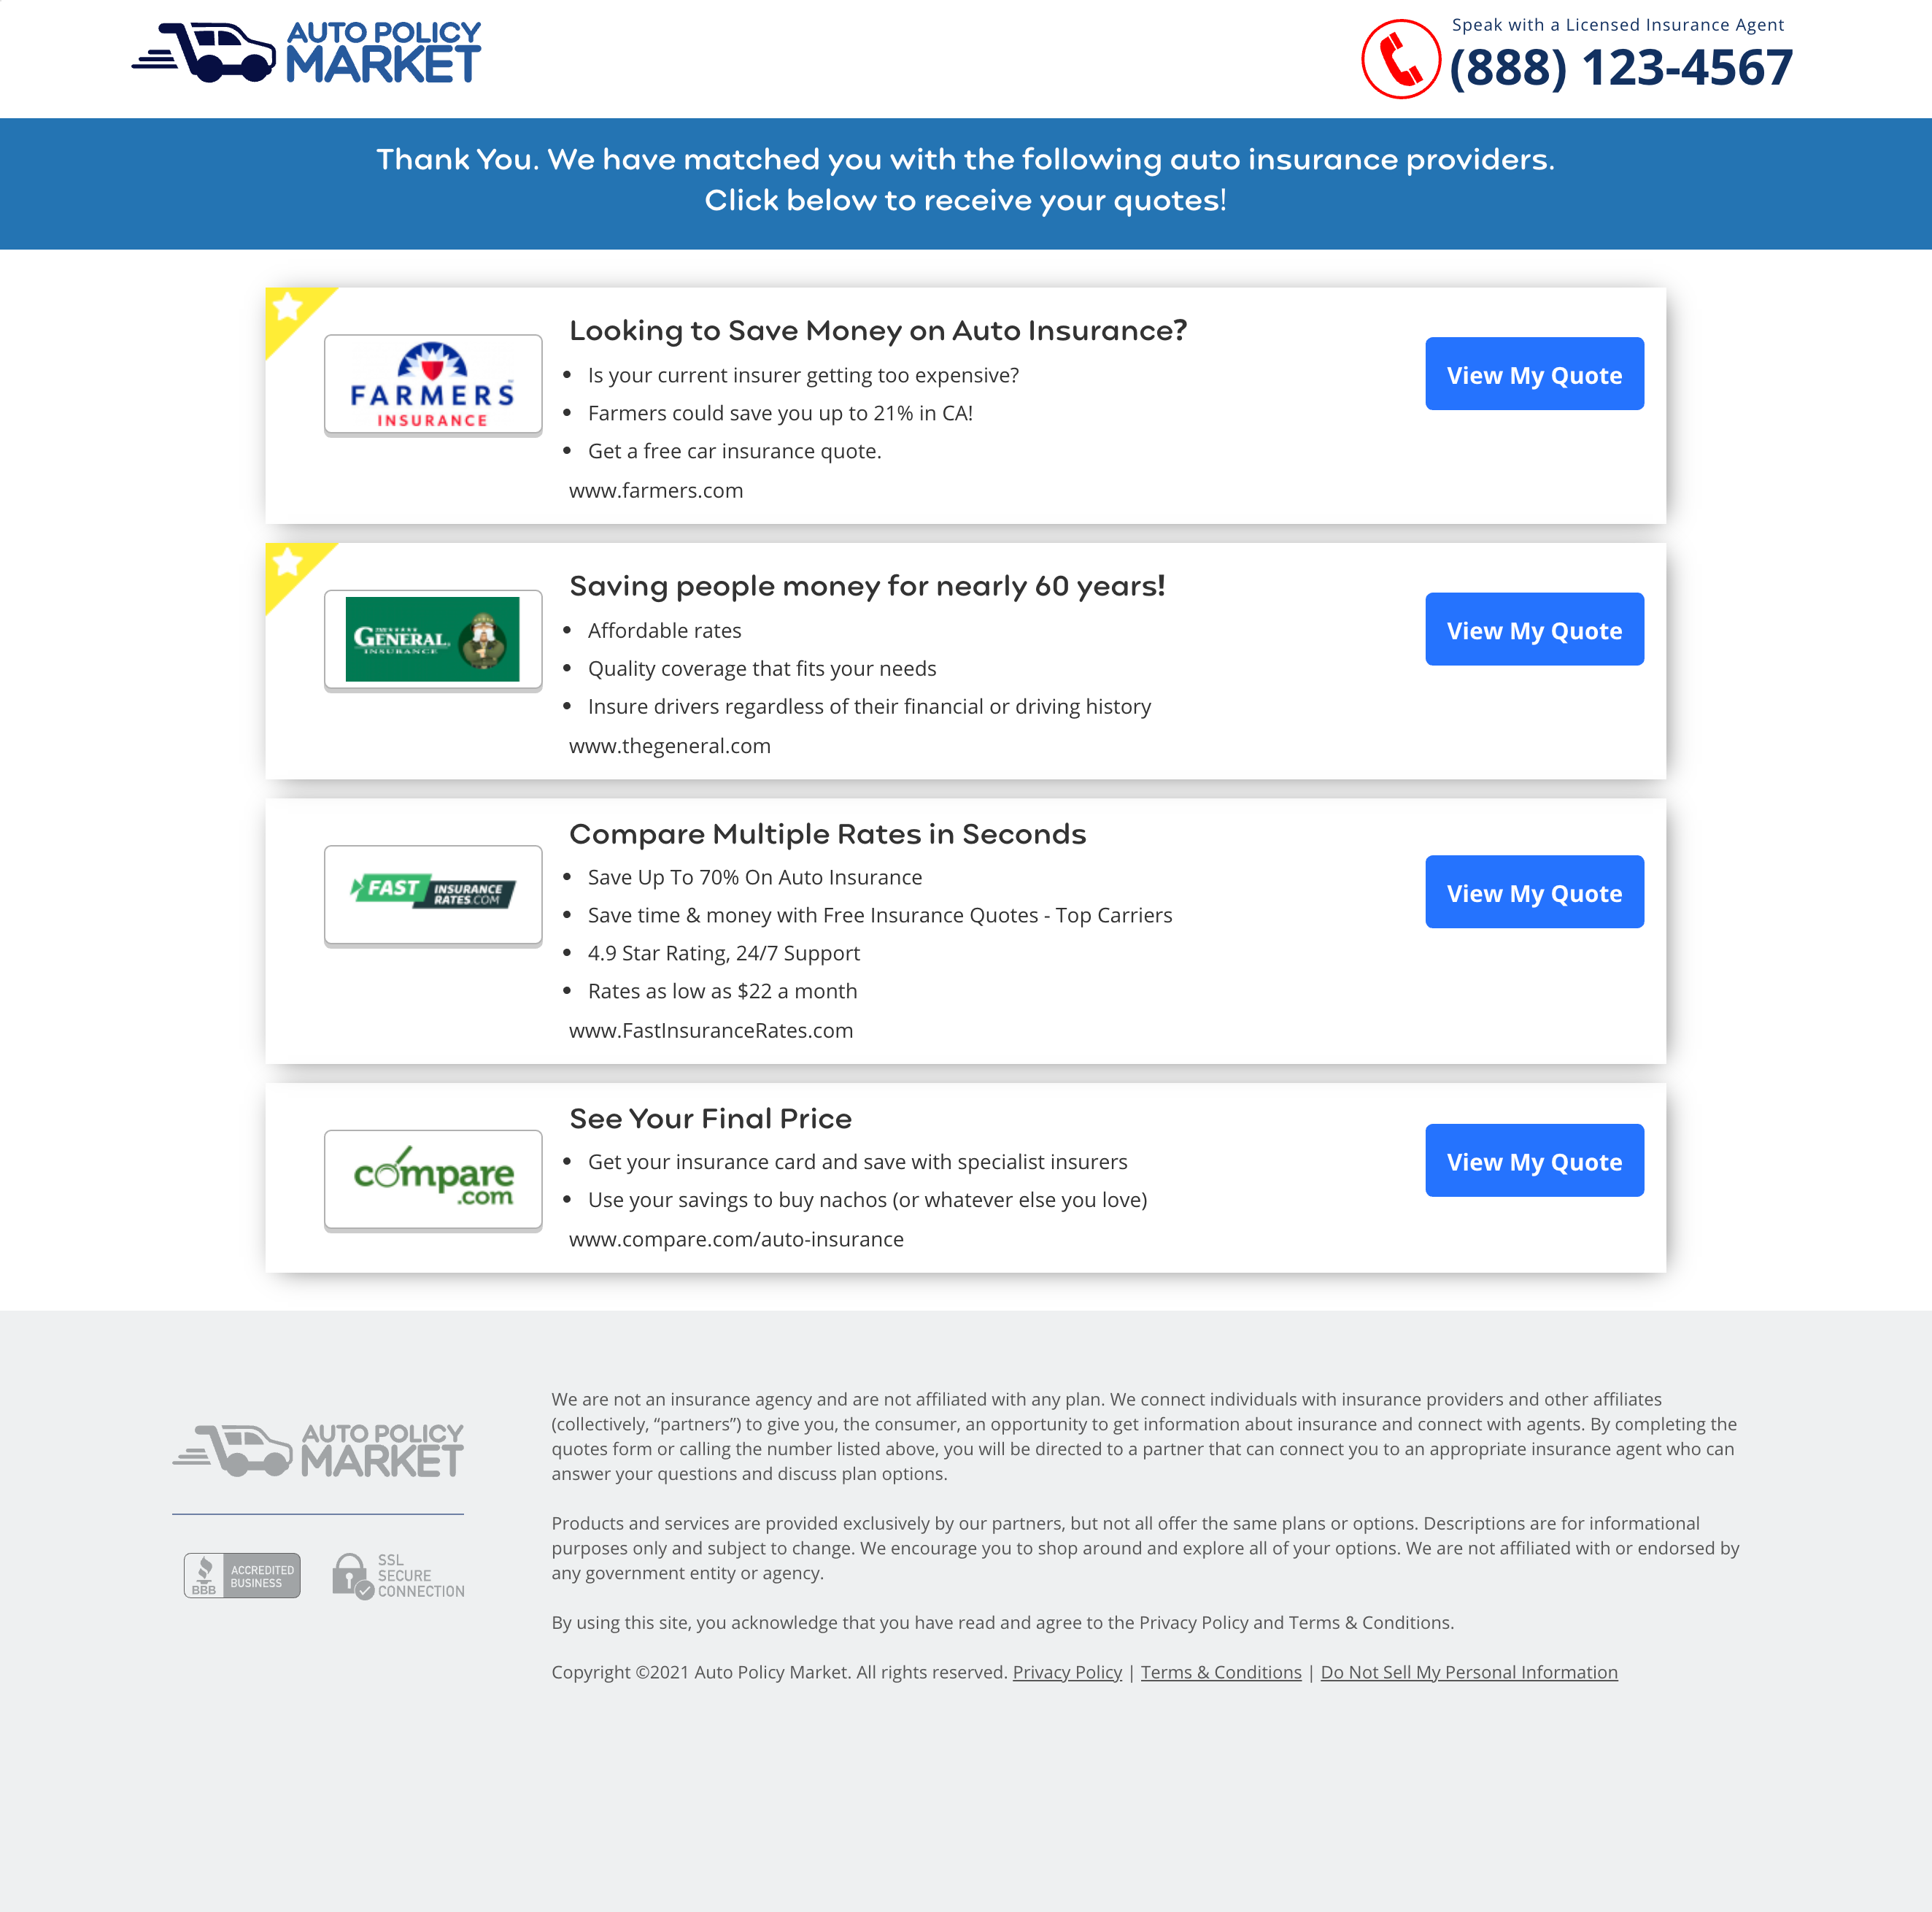 AUTO POLICY
MARKET
Speak with a Licensed Insurance Agent
(888) 123-4567
Thank You. We have matched you with the following auto insurance providers.
Click below to receive your quotes!
FARMERS
INSURANCE
Looking to Save Money on Auto Insurance?
Is your current insurer getting too expensive?
Farmers could save you up to 21% in CA!
Get a free car insurance quote.
www.farmers.com
View My Quote
THE
GENERAL
INSURANCE
Saving people money for nearly 60 years!
Affordable rates
Quality coverage that fits your needs
Insure drivers regardless of their financial or driving history
www.thegeneral.com
View My Quote
FAST INSURANCE
RATES.COM
Compare Multiple Rates in Seconds
Save Up To 70% On Auto Insurance
Save time & money with Free Insurance Quotes - Top Carriers
4.9 Star Rating, 24/7 Support
Rates as low as $22 a month
www.FastInsuranceRates.com
View My Quote
compare
.com
See Your Final Price
Get your insurance card and save with specialist insurers
Use your savings to buy nachos (or whatever else you love)
www.compare.com/auto-insurance
View My Quote
AUTO POLICY
MARKET
BBB
ACCREDITED
BUSINESS
SSL
SECURE
CONNECTION
We are not an insurance agency and are not affiliated with any plan. We connect individuals with insurance providers and other affiliates
(collectively, “partners”) to give you, the consumer, an opportunity to get information about insurance and connect with agents. By completing the
quotes form or calling the number listed above, you will be directed to a partner that can connect you to an appropriate insurance agent who can
answer your questions and discuss plan options.
Products and services are provided exclusively by our partners, but not all offer the same plans or options. Descriptions are for informational
purposes only and subject to change. We encourage you to shop around and explore all of your options. We are not affiliated with or endorsed by
any government entity or agency.
By using this site, you acknowledge that you have read and agree to the Privacy Policy and Terms & Conditions.
Copyright ©2021 Auto Policy Market. All rights reserved. Privacy Policy | Terms & Conditions | Do Not Sell My Personal Information